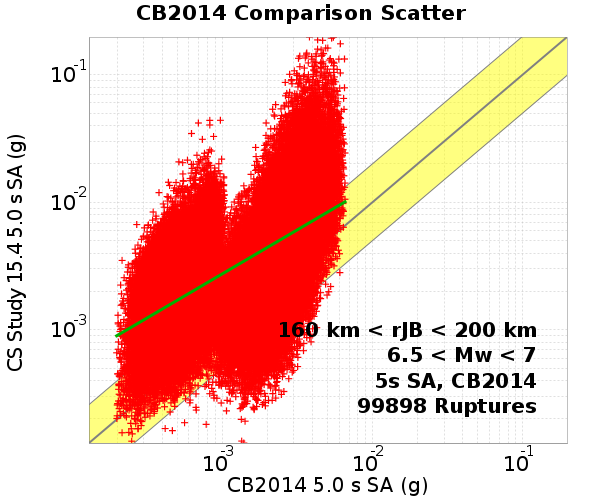 CB2014 Comparison Scatter
CS Study 15.4 5.0 s SA (g)
10-1
10-2
10-3
160 km < rJB < 200 km
6.5 < Mw < 7
5s SA, CB2014
99898 Ruptures
10-3 10-2 10-1
CB2014 5.0 s SA (g)